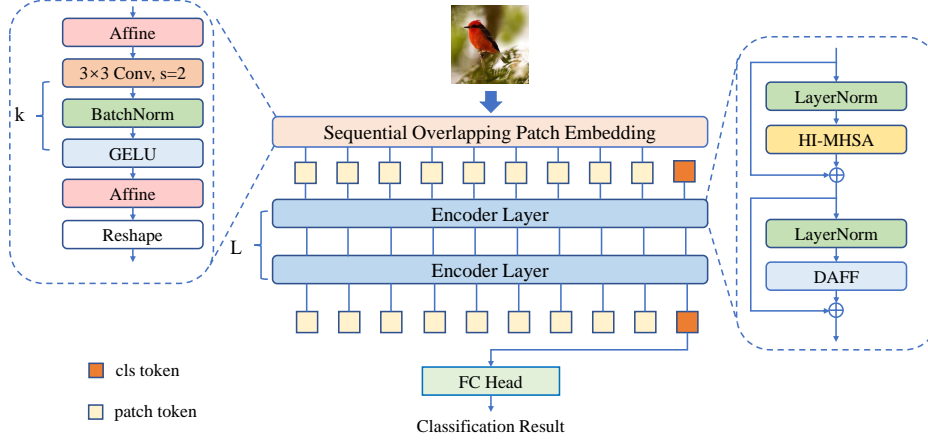 Affine
3×3 Conv, s=2
k
BatchNorm
GELU
Affine
Reshape
Sequential Overlapping Patch Embedding
Encoder Layer
L
Encoder Layer
LayerNorm
HI-MHSA
LayerNorm
DAFF
cls token
patch token
FC Head
Classification Result